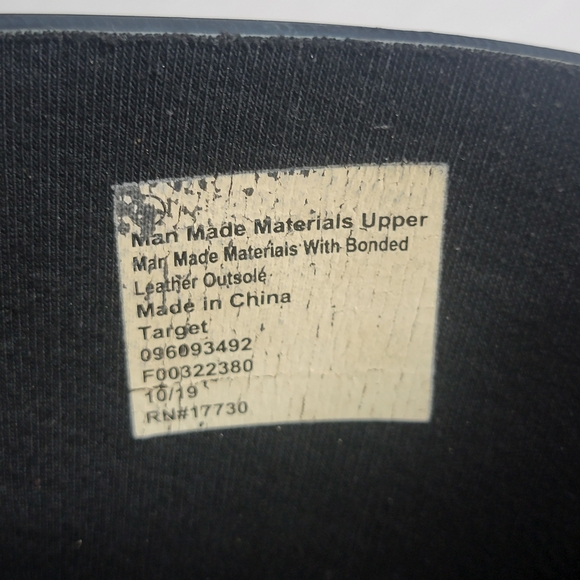 Man Made Materials Upper
Man Made Materials With Bonded
Leather Outsole
Made in China
Target
096093492
F00322380
10/19
RN#17730